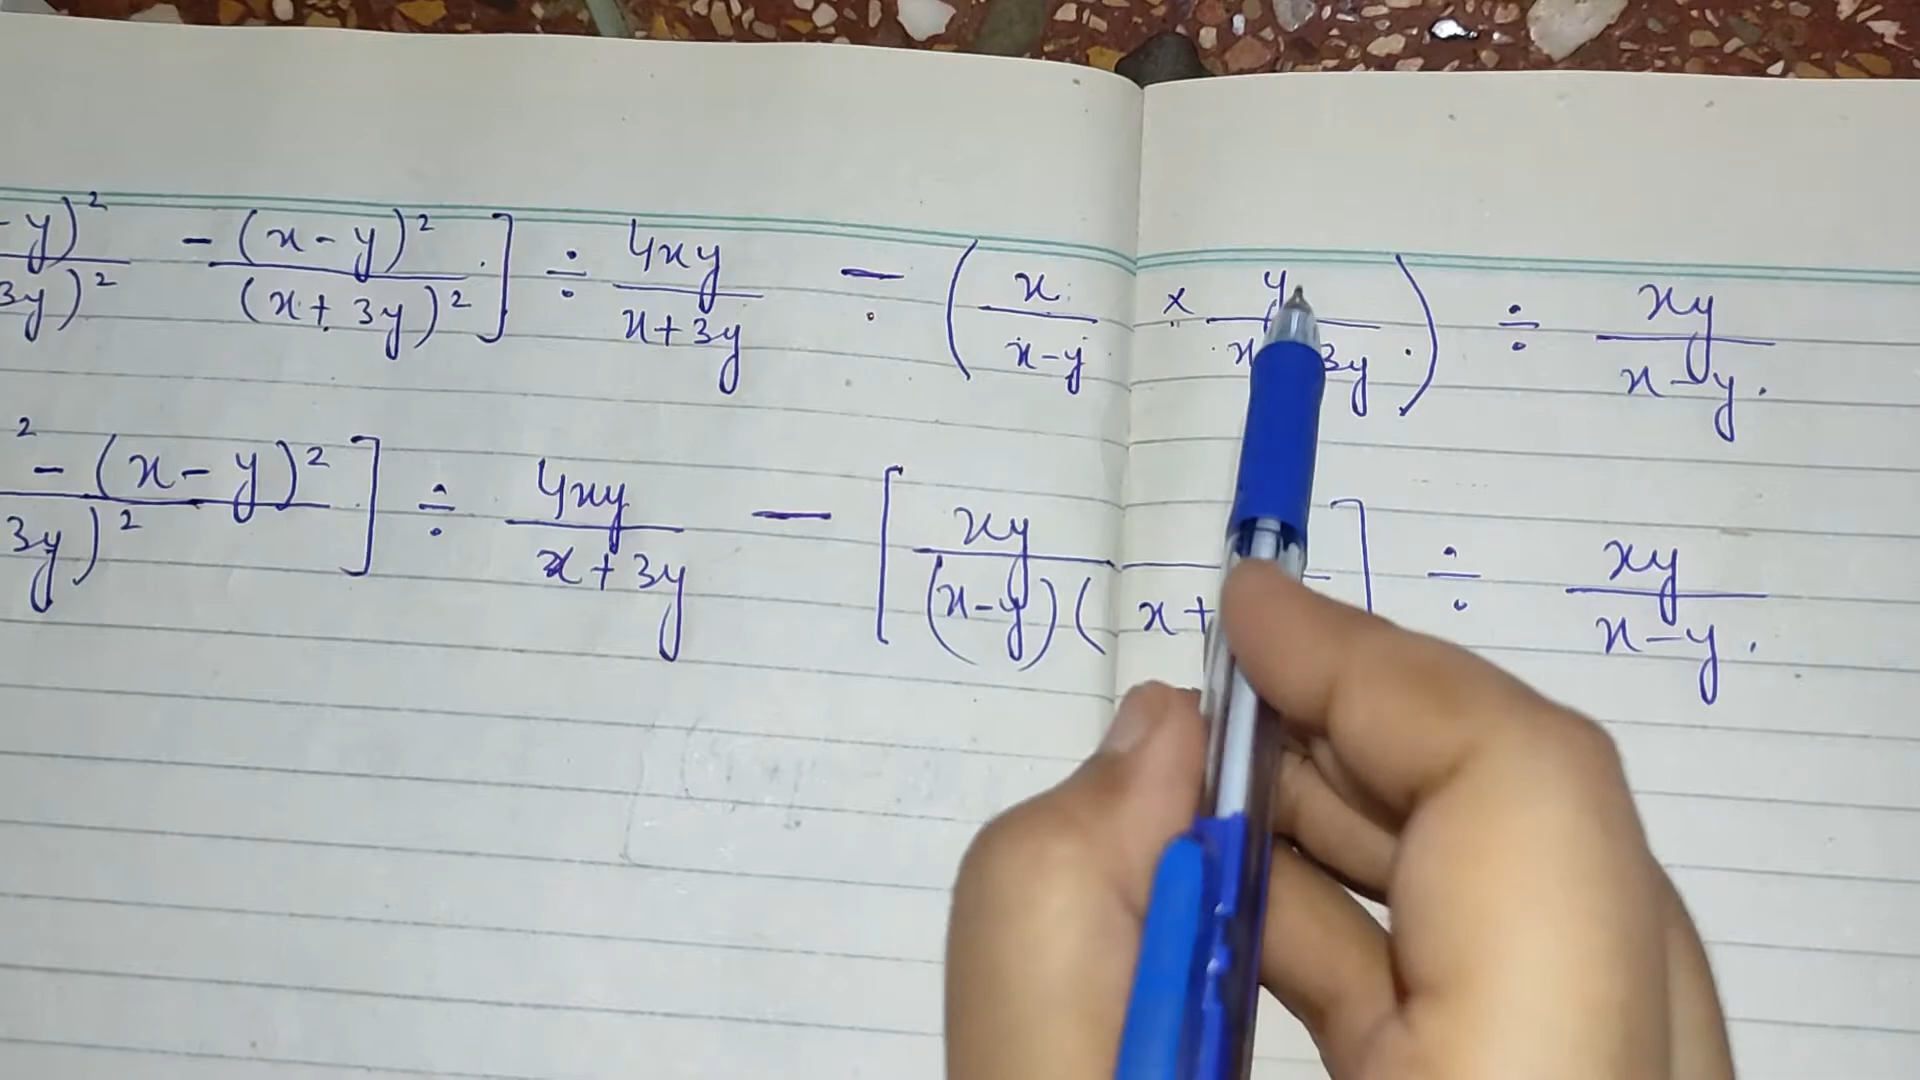 -y)² / 3y)² - (x-y)² / (x+3y)² ] ÷ 4xy / x+3y - ( x / x-y × y / x 3y ) ÷ xy / x-y.
² - (x-y)² / 3y)² ] ÷ 4xy / x+3y - [ xy / (x-y)( x+ ] ÷ xy / x-y.